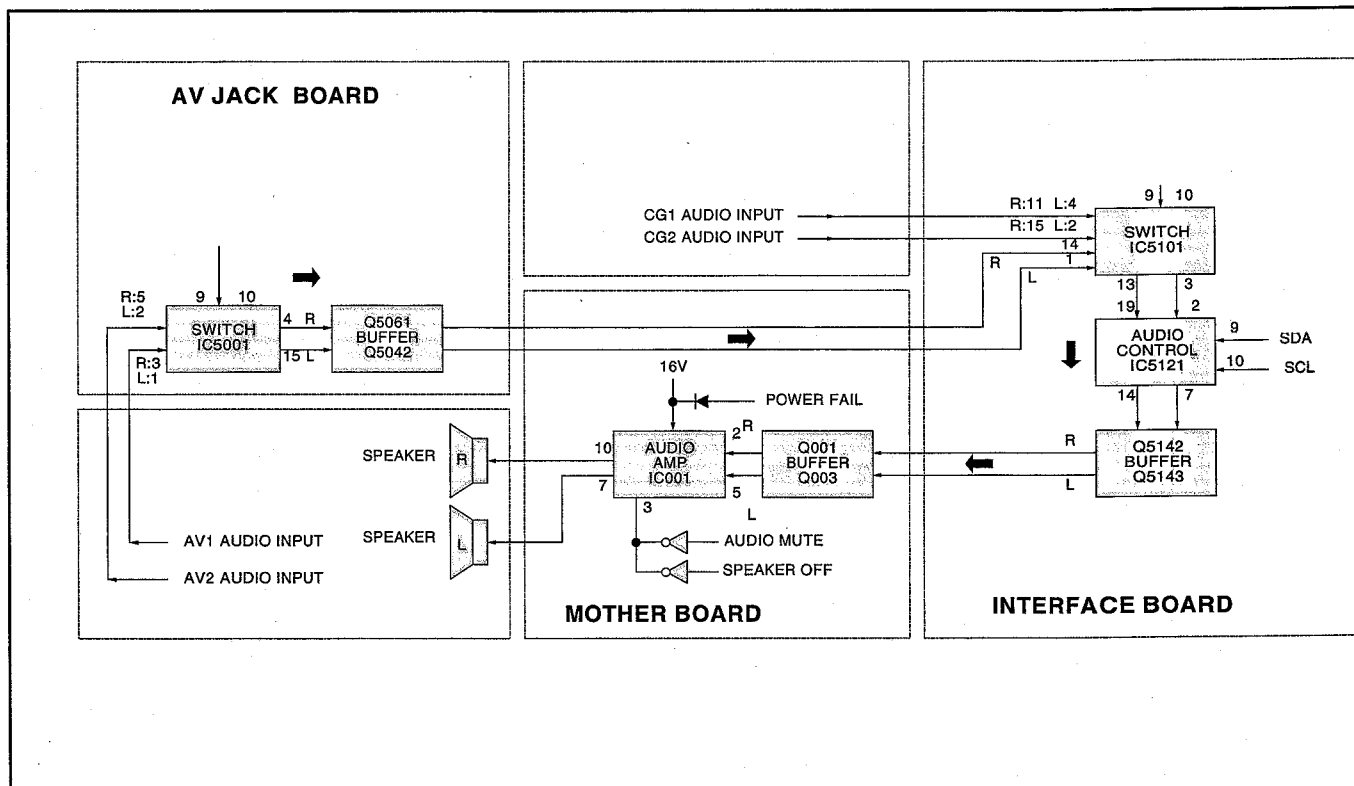 AV JACK BOARD
R:5
L:2
9 10
SWITCH
IC5001
4 R
15 L
R:3
L:1
Q5061
BUFFER
Q5042
CG1 AUDIO INPUT
CG2 AUDIO INPUT
R:11 L:4
R:15 L:2
14
R
1
L
9 10
SWITCH
IC5101
13 3
19 2
AUDIO
CONTROL
IC5121
9 SDA
10 SCL
14 7
Q5142
BUFFER
Q5143
R
L
INTERFACE BOARD
16V
POWER FAIL
2 R
10
AUDIO
AMP
IC001
7
5
L
3
Q001
BUFFER
Q003
AUDIO MUTE
SPEAKER OFF
MOTHER BOARD
SPEAKER R
SPEAKER L
AV1 AUDIO INPUT
AV2 AUDIO INPUT